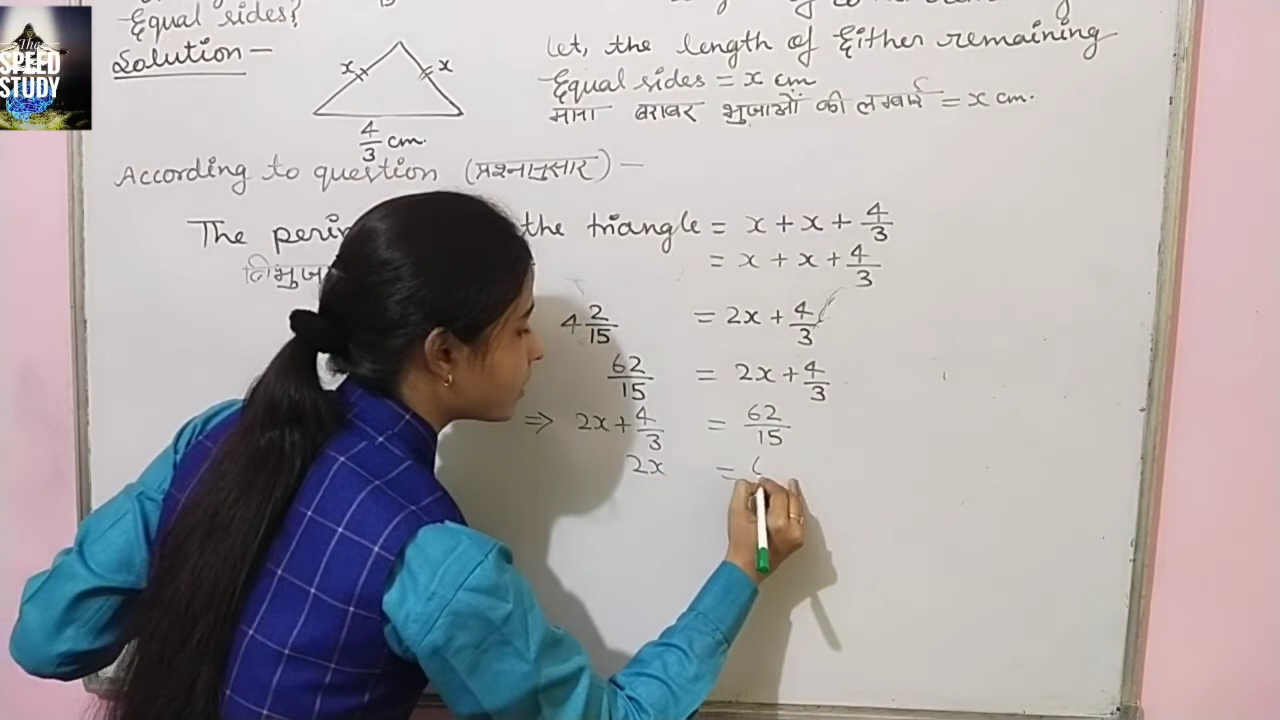 Equal sides?
Solution –
x x
4/3 cm.
Let, the length of Either remaining
Equal sides = x cm
माना बराबर भुजाओं की लम्बाई = x cm.
According to question (प्रश्नानुसार) –
The the triangle = x + x + 4/3
= x + x + 4/3
4 2/15 = 2x + 4/3
62/15 = 2x + 4/3
⇒ 2x + 4/3 = 62/15
2x =
The
SPEED
STUDY